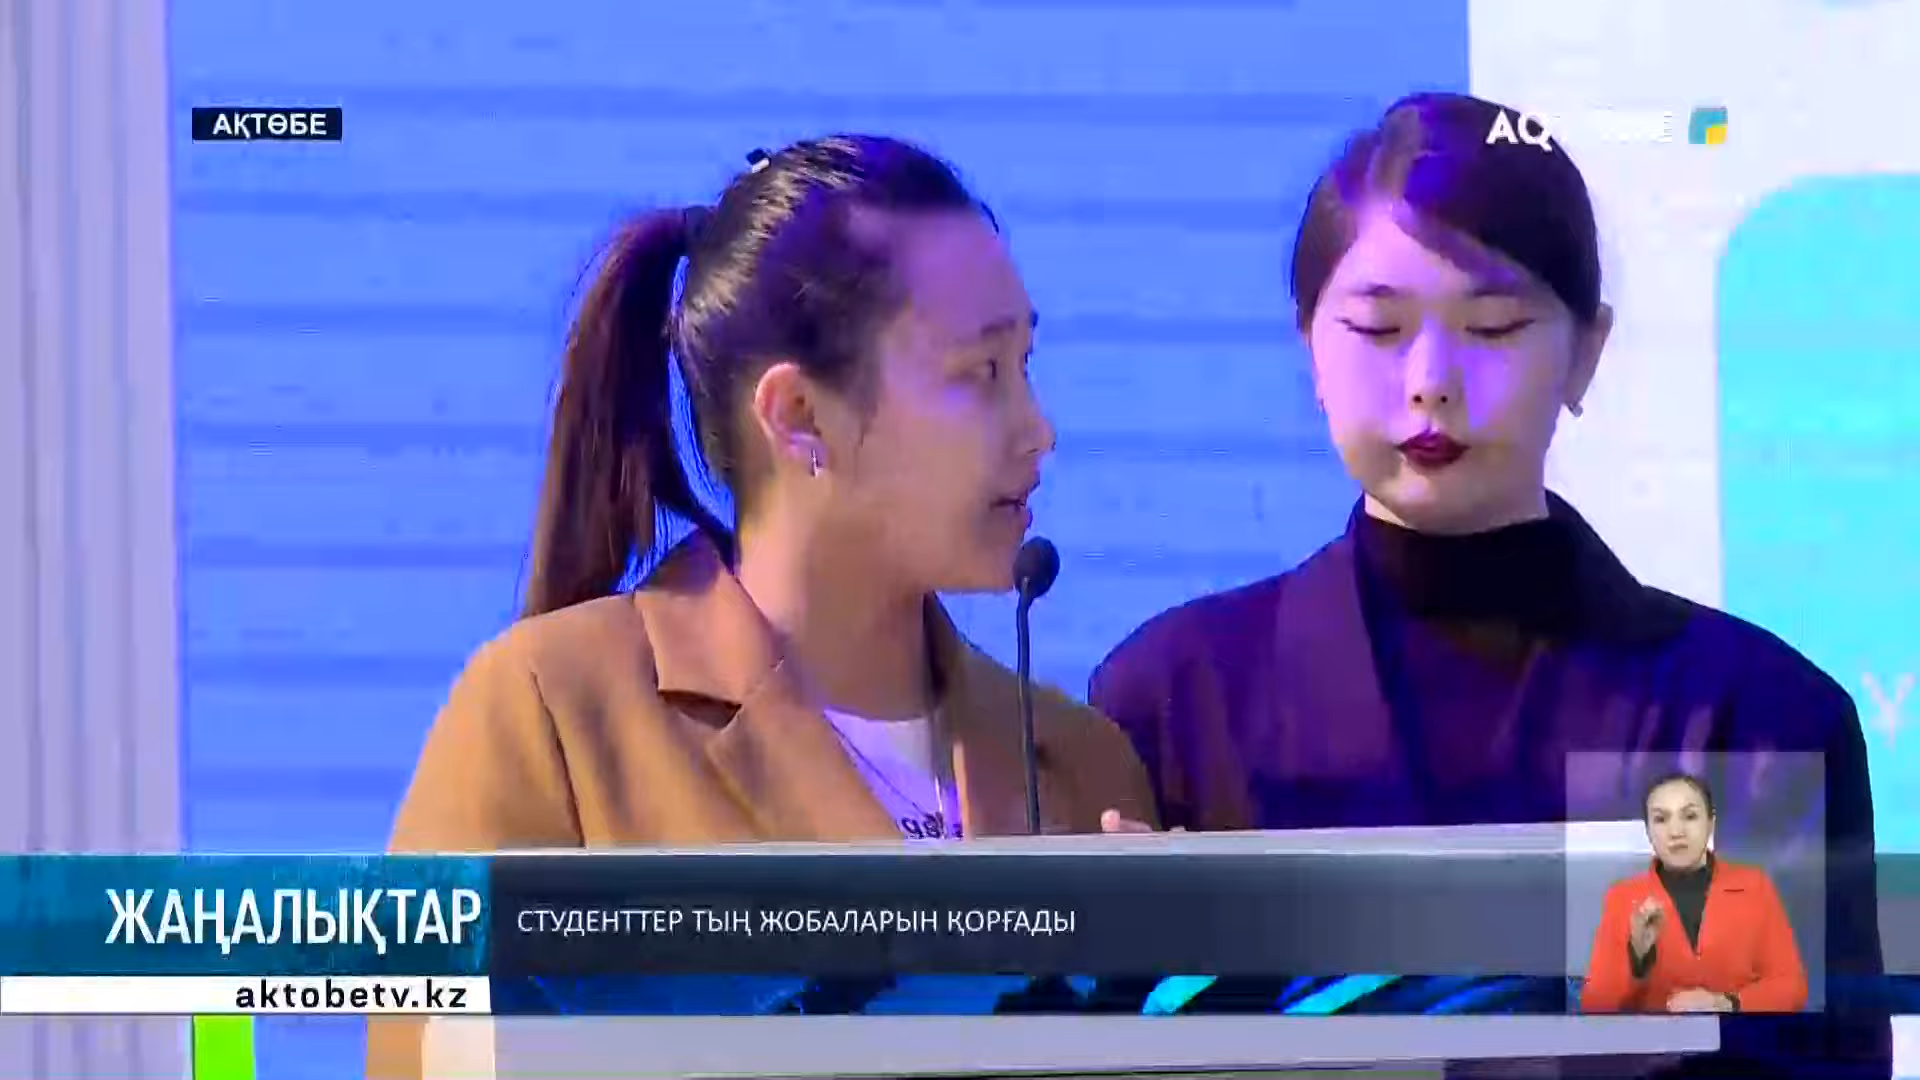 АҚТӨБЕ
ЖАҢАЛЫҚТАР
СТУДЕНТТЕР ТЫҢ ЖОБАЛАРЫН ҚОРҒАДЫ
aktobetv.kz